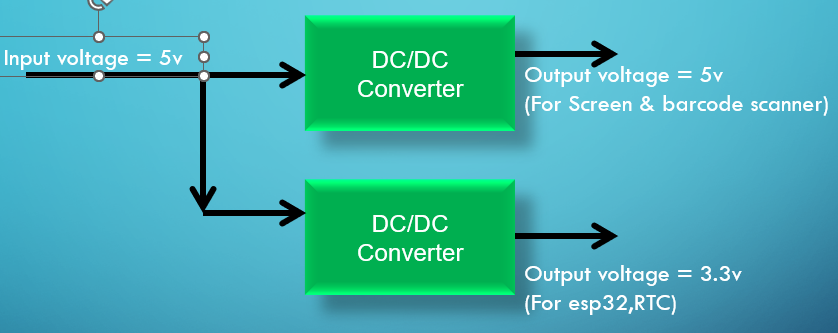 Input voltage = 5v
DC/DC
Converter
Output voltage = 5v
(For Screen & barcode scanner)
DC/DC
Converter
Output voltage = 3.3v
(For esp32,RTC)